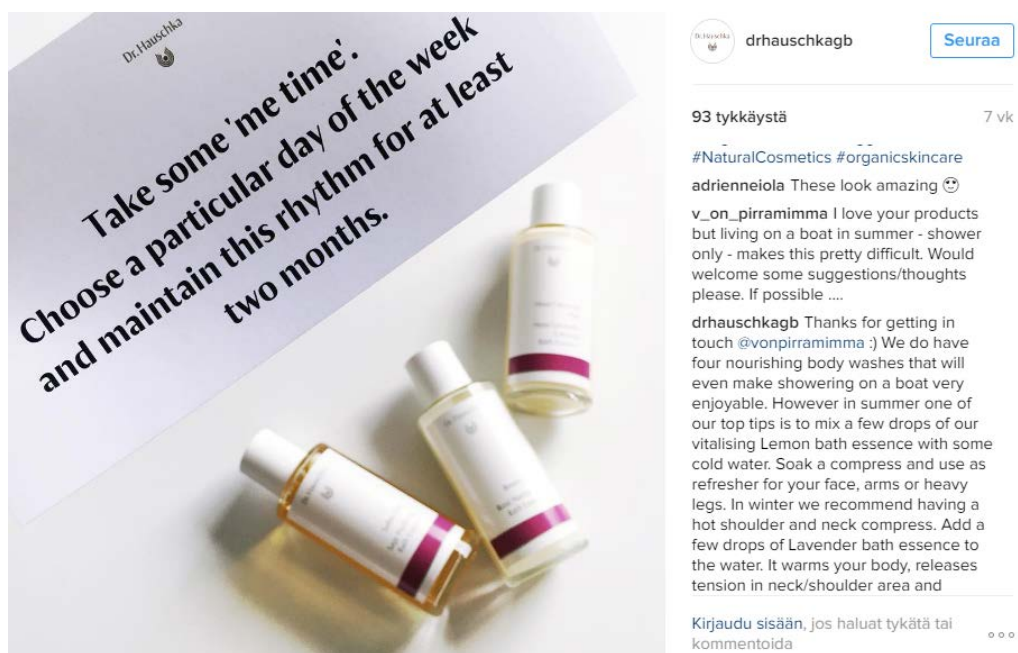 Dr.Hauschka
Take some 'me time'.
Choose a particular day of the week
and maintain this rhythm for at least
two months.
drhauschkagb
Seuraa
93 tykkäystä
7 vk
#NaturalCosmetics #organicskincare
adrienneiola These look amazing
v_on_pirramimma I love your products
but living on a boat in summer - shower
only - makes this pretty difficult. Would
welcome some suggestions/thoughts
please. If possible ....
drhauschkagb Thanks for getting in
touch @vonpirramimma :) We do have
four nourishing body washes that will
even make showering on a boat very
enjoyable. However in summer one of
our top tips is to mix a few drops of our
vitalising Lemon bath essence with some
cold water. Soak a compress and use as
refresher for your face, arms or heavy
legs. In winter we recommend having a
hot shoulder and neck compress. Add a
few drops of Lavender bath essence to
the water. It warms your body, releases
tension in neck/shoulder area and
Kirjaudu sisään, jos haluat tykätä tai
kommentoida